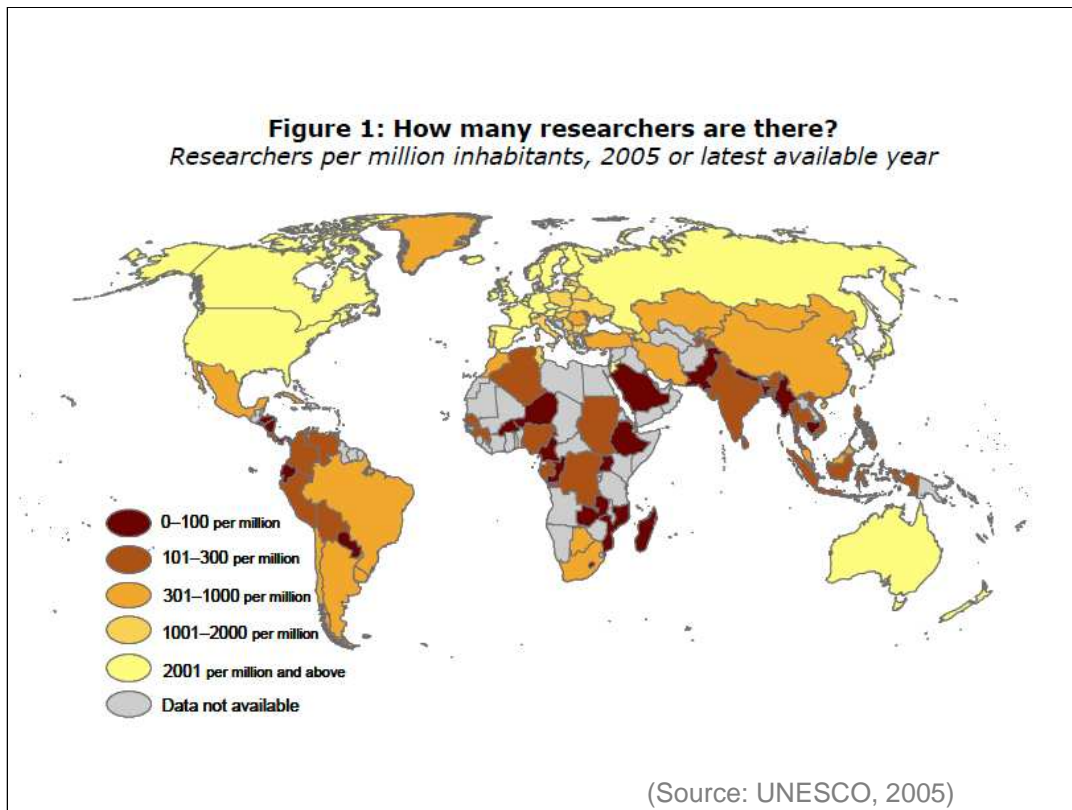 Figure 1: How many researchers are there?
Researchers per million inhabitants, 2005 or latest available year
0–100 per million
101–300 per million
301–1000 per million
1001–2000 per million
2001 per million and above
Data not available
(Source: UNESCO, 2005)